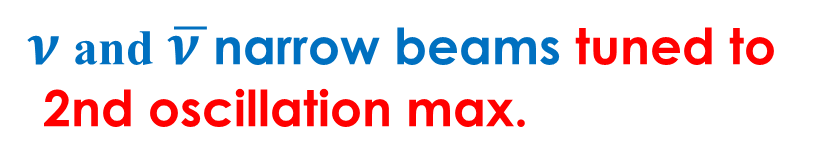 ν and ν̅ narrow beams tuned to
2nd oscillation max.